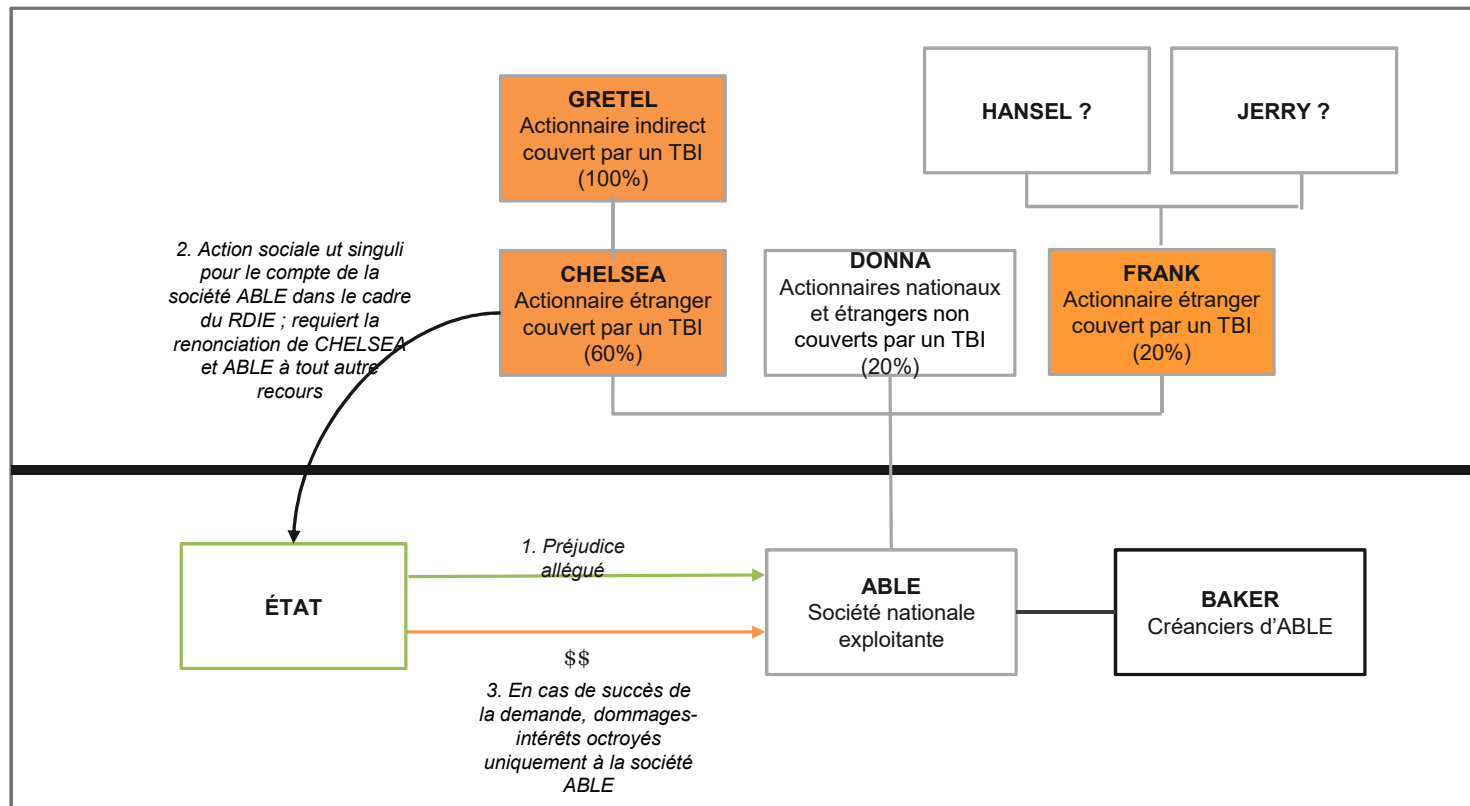 GRETEL
Actionnaire indirect
couvert par un TBI
(100%)
HANSEL ?
JERRY ?
2. Action sociale ut singuli
pour le compte de la
société ABLE dans le cadre
du RDIE ; requiert la
renonciation de CHELSEA
et ABLE à tout autre
recours
CHELSEA
Actionnaire étranger
couvert par un TBI
(60%)
DONNA
Actionnaires nationaux
et étrangers non
couverts par un TBI
(20%)
FRANK
Actionnaire étranger
couvert par un TBI
(20%)
ÉTAT
1. Préjudice
allégué
$$
3. En cas de succès de
la demande, dommages-
intérêts octroyés
uniquement à la société
ABLE
ABLE
Société nationale
exploitante
BAKER
Créanciers d’ABLE